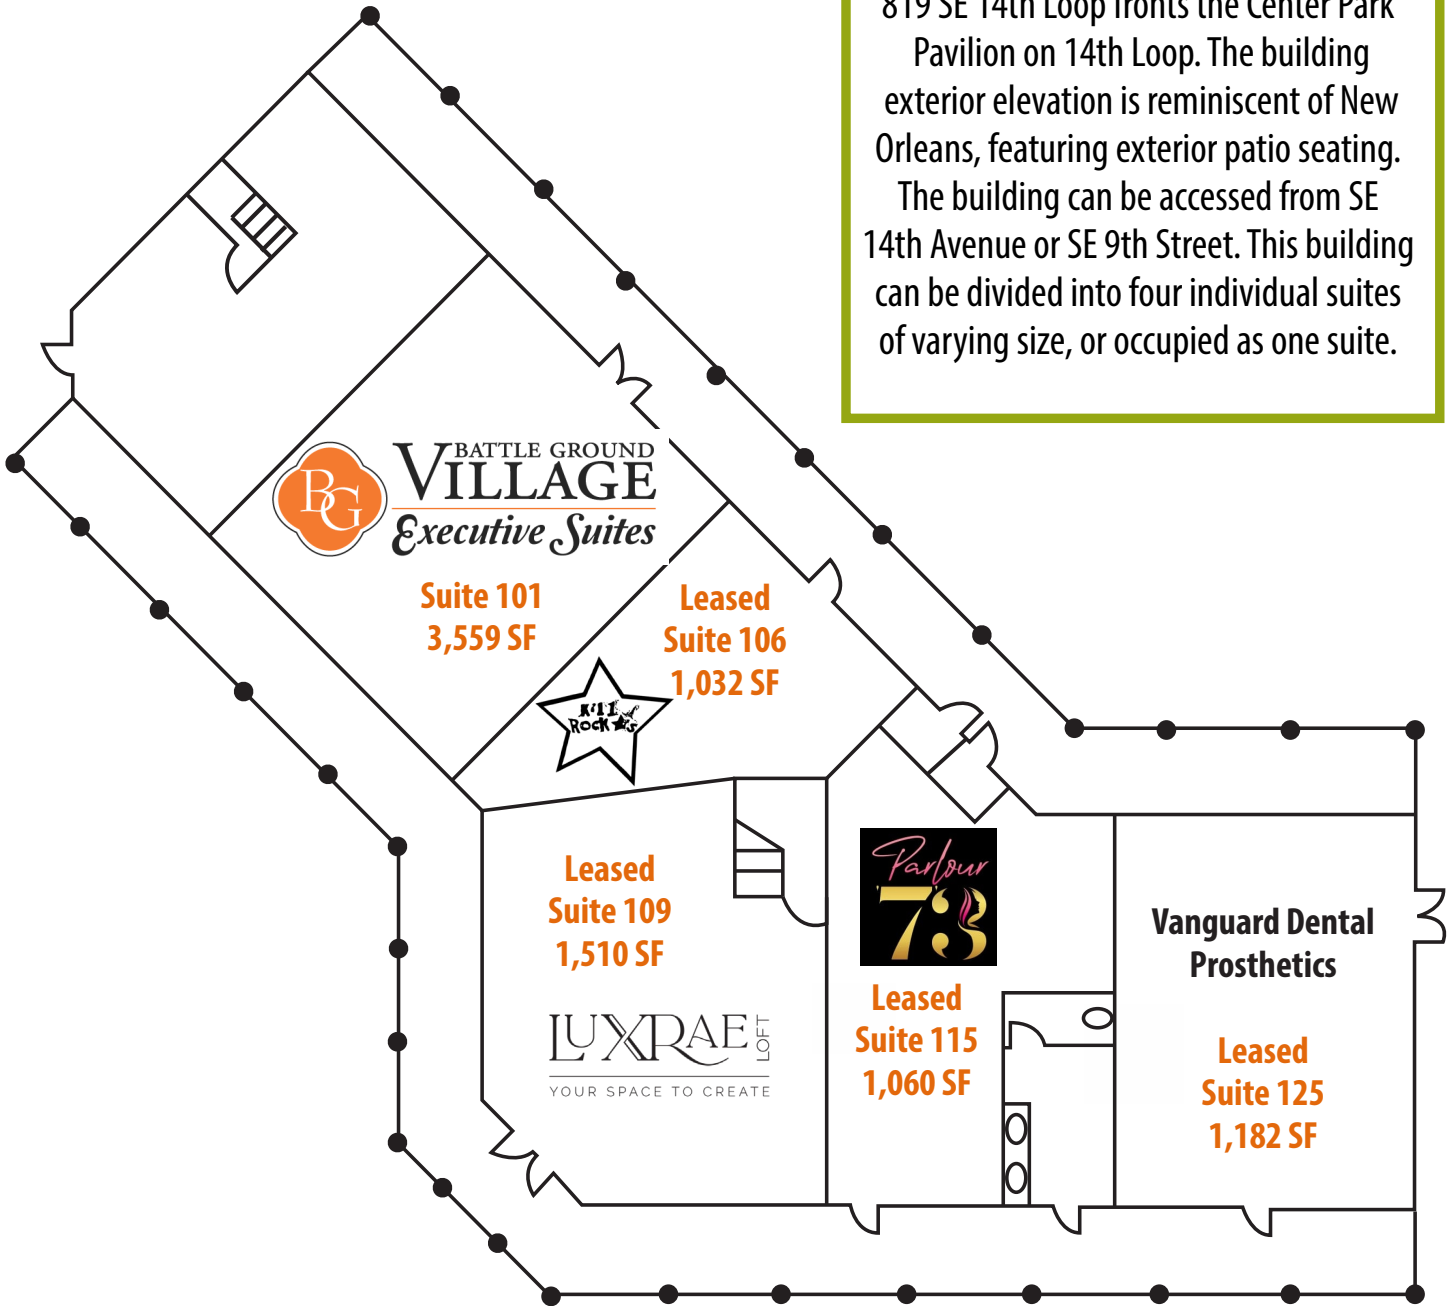 819 SE 14th Loop fronts the Center Park
Pavilion on 14th Loop. The building
exterior elevation is reminiscent of New
Orleans, featuring exterior patio seating.
The building can be accessed from SE
14th Avenue or SE 9th Street. This building
can be divided into four individual suites
of varying size, or occupied as one suite.
BG
BATTLE GROUND
VILLAGE
Executive Suites
Suite 101
3,559 SF
Leased
Suite 106
1,032 SF
Kill
Rock
Leased
Suite 109
1,510 SF
LUXRAE LOFT
YOUR SPACE TO CREATE
Parlour
73
Leased
Suite 115
1,060 SF
Vanguard Dental
Prosthetics
Leased
Suite 125
1,182 SF